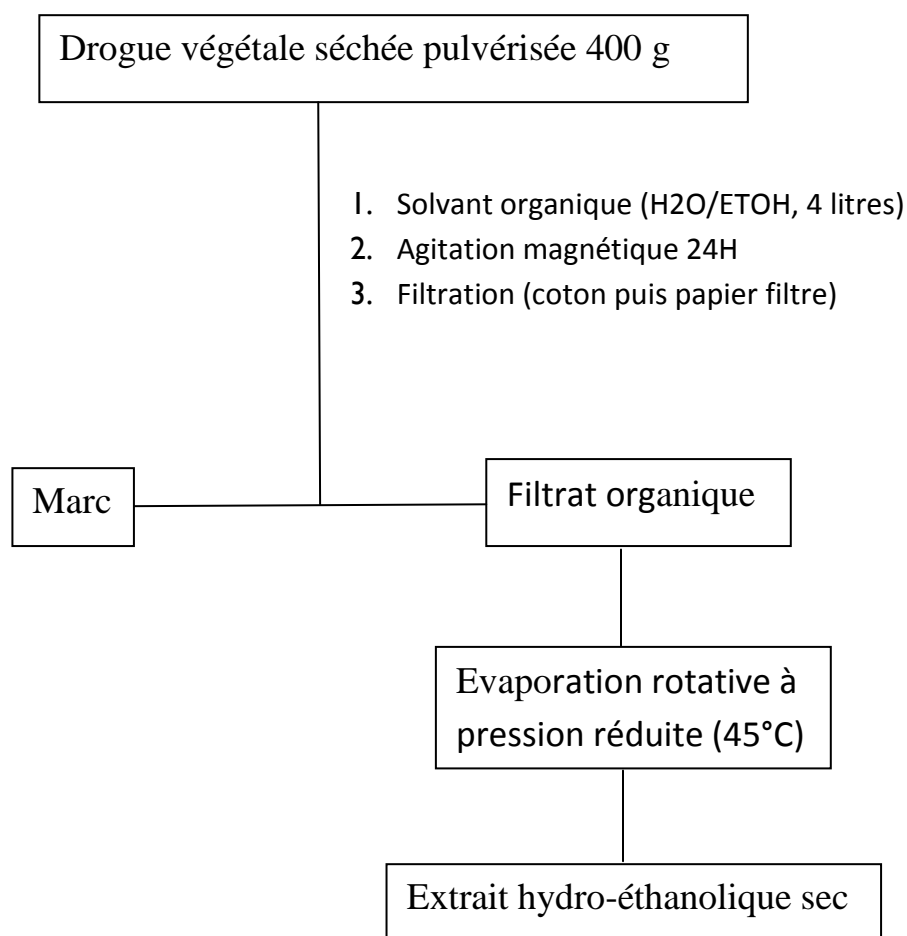 Drogue végétale séchée pulvérisée 400 g
1. Solvant organique (H2O/ETOH, 4 litres)
2. Agitation magnétique 24H
3. Filtration (coton puis papier filtre)
Marc
Filtrat organique
Evaporation rotative à
pression réduite (45°C)
Extrait hydro-éthanolique sec